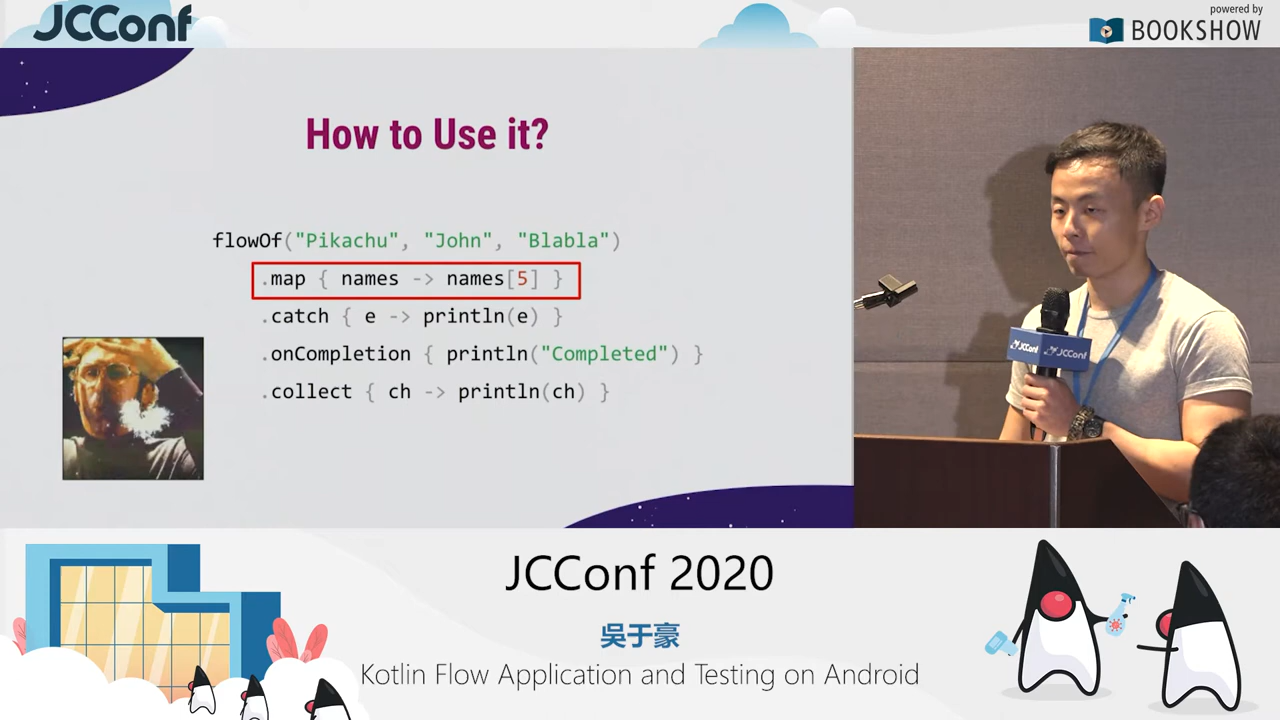 JCConf
powered by
BOOKSHOW
How to Use it?
flowOf("Pikachu", "John", "Blabla")
.map { names -> names[5] }
.catch { e -> println(e) }
.onCompletion { println("Completed") }
.collect { ch -> println(ch) }
JCConf
JCConf
JCConf 2020
吳于豪
Kotlin Flow Application and Testing on Android